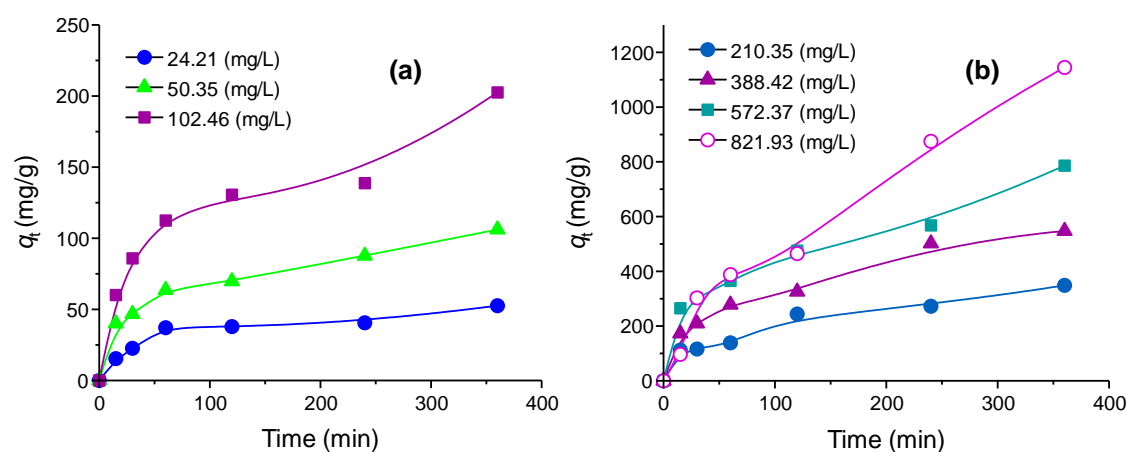 250
200
150
100
50
0
24.21 (mg/L)
50.35 (mg/L)
102.46 (mg/L)
(a)
qt (mg/g)
0 100 200 300 400
Time (min)
1200
1000
800
600
400
200
0
210.35 (mg/L)
388.42 (mg/L)
572.37 (mg/L)
821.93 (mg/L)
(b)
qt (mg/g)
0 100 200 300 400
Time (min)